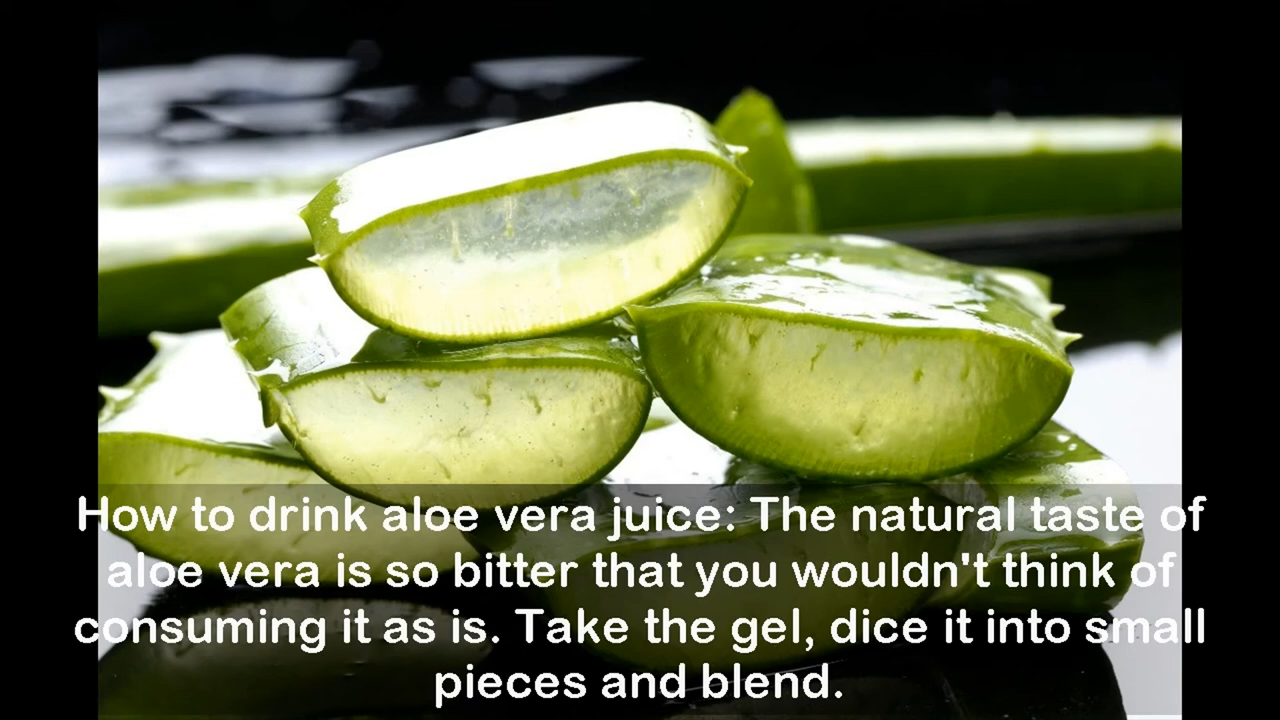 How to drink aloe vera juice: The natural taste of
aloe vera is so bitter that you wouldn't think of
consuming it as is. Take the gel, dice it into small
pieces and blend.